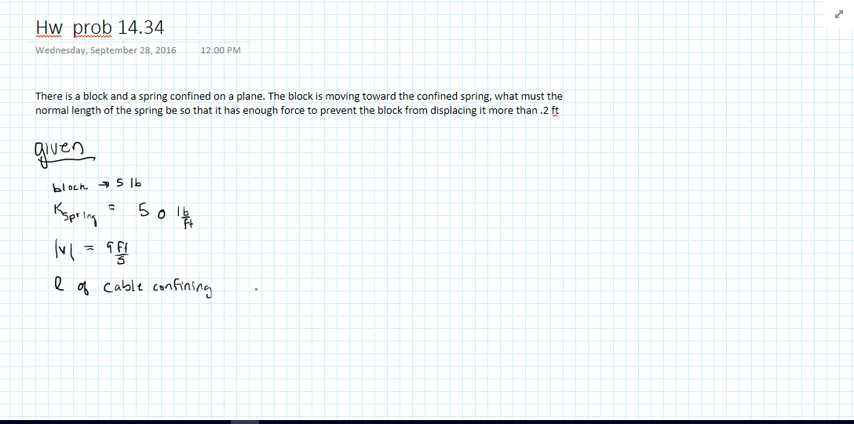 Hw prob 14.34
Wednesday, September 28, 2016 12:00 PM
There is a block and a spring confined on a plane. The block is moving toward the confined spring, what must the
normal length of the spring be so that it has enough force to prevent the block from displacing it more than .2 ft
given
block → 5 lb
Kspring = 50 lb/ft
|v| = 9 ft/s
l of cable confining